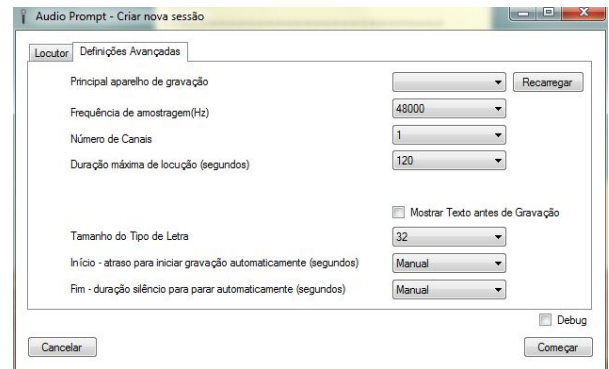 Audio Prompt - Criar nova sessão
Locutor Definições Avançadas
Principal aparelho de gravação Recarregar
Frequência de amostragem(Hz) 48000
Número de Canais 1
Duração máxima de locução (segundos) 120
Mostrar Texto antes de Gravação
Tamanho do Tipo de Letra 32
Início - atraso para iniciar gravação automaticamente (segundos) Manual
Fim - duração silêncio para parar automaticamente (segundos) Manual
Debug
Cancelar Começar